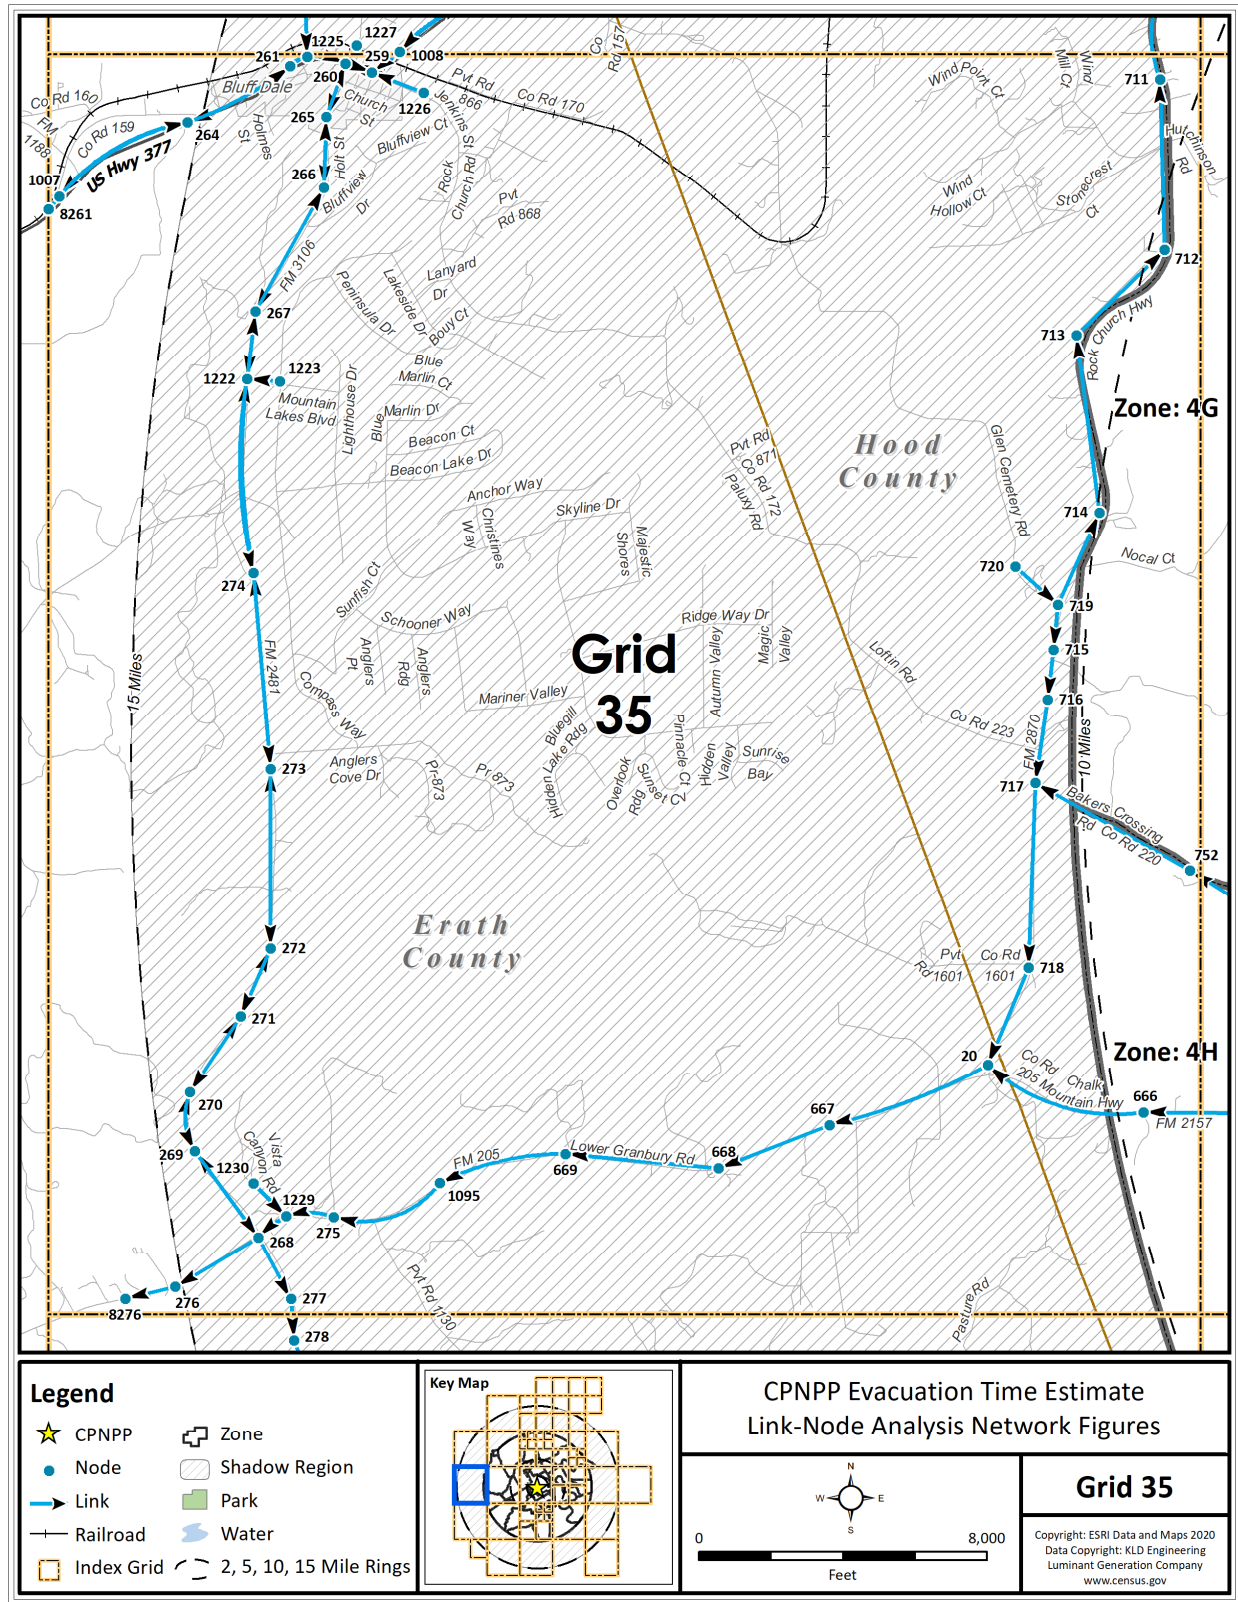 1225
1227
261
259
1008
260
Co
Rd 157
Bluff Dale
Pvt Rd
866
Co Rd 170
Co Rd 160
FM
1188
Co Rd 159
US Hwy 377
264
Holmes
St
265
Church
St
1226
Jenkins St
Bluffview Ct
Holt St
266
Bluffview
Dr
Rock
Church Rd
Pvt
Rd 868
1007
8261
Wind Point Ct
Mill Ct
Wind
711
Hutchinson
Rd
Wind
Hollow Ct
Stonecrest
Ct
712
FM 3106
267
Peninsula Dr
Lakeside Dr
Lanyard
Dr
Bouy Ct
713
Rock Church Hwy
1222
1223
Mountain
Lakes Blvd
Lighthouse Dr
Blue
Marlin Ct
Blue
Marlin Dr
Beacon Ct
Beacon Lake Dr
Zone: 4G
Hood
County
Pvt Rd
871
Co Rd 172
Paluxy Rd
Glen Cemetery Rd
Anchor Way
Skyline Dr
Christines
Way
Majestic
Shores
714
Nocal Ct
720
719
274
Sunfish Ct
Schooner Way
Ridge Way Dr
715
FM 2481
Anglers
Pt
Anglers
Rdg
Grid
35
Autumn Valley
Magic
Valley
Loftin Rd
15 Miles
Compass Way
Mariner Valley
716
Co Rd 223
FM 2870
10 Miles
Bluegill
Lake Rdg
Hidden
Pinnacle Ct
Hidden
Valley
Sunrise
Bay
Overlook
Rdg
Sunset Ct
273
Anglers
Cove Dr
Pr 873
Pr 873
717
Bakers Crossing
Rd Co Rd 220
752
Erath
County
272
Pvt
Rd 1601
Co Rd
1601
718
271
20
Co Rd
205
Chalk
Mountain Hwy
Zone: 4H
666
FM 2157
270
667
269
1230
Vista
Canyon Rd
FM 205
669
Lower Granbury Rd
668
1095
1229
275
268
276
8276
277
278
Pvt Rd 1130
Pasture Rd
Legend
CPNPP
Node
Link
Railroad
Index Grid
Zone
Shadow Region
Park
Water
2, 5, 10, 15 Mile Rings
Key Map
CPNPP Evacuation Time Estimate
Link-Node Analysis Network Figures
N
W E
S
0 8,000
Feet
Grid 35
Copyright: ESRI Data and Maps 2020
Data Copyright: KLD Engineering
Luminant Generation Company
www.census.gov